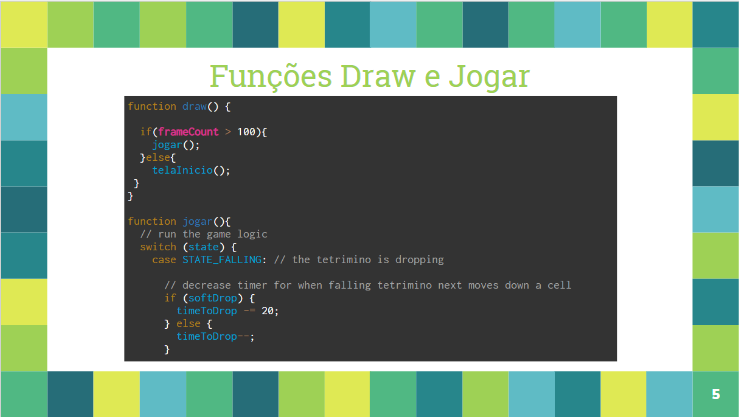 Funções Draw e Jogar
function draw() {
if(frameCount > 100){
jogar();
}else{
telaInicio();
}
}
function jogar(){
// run the game logic
switch (state) {
case STATE_FALLING: // the tetrimino is dropping
// decrease timer for when falling tetrimino next moves down a cell
if (softDrop) {
timeToDrop -= 20;
} else {
timeToDrop--;
}
5